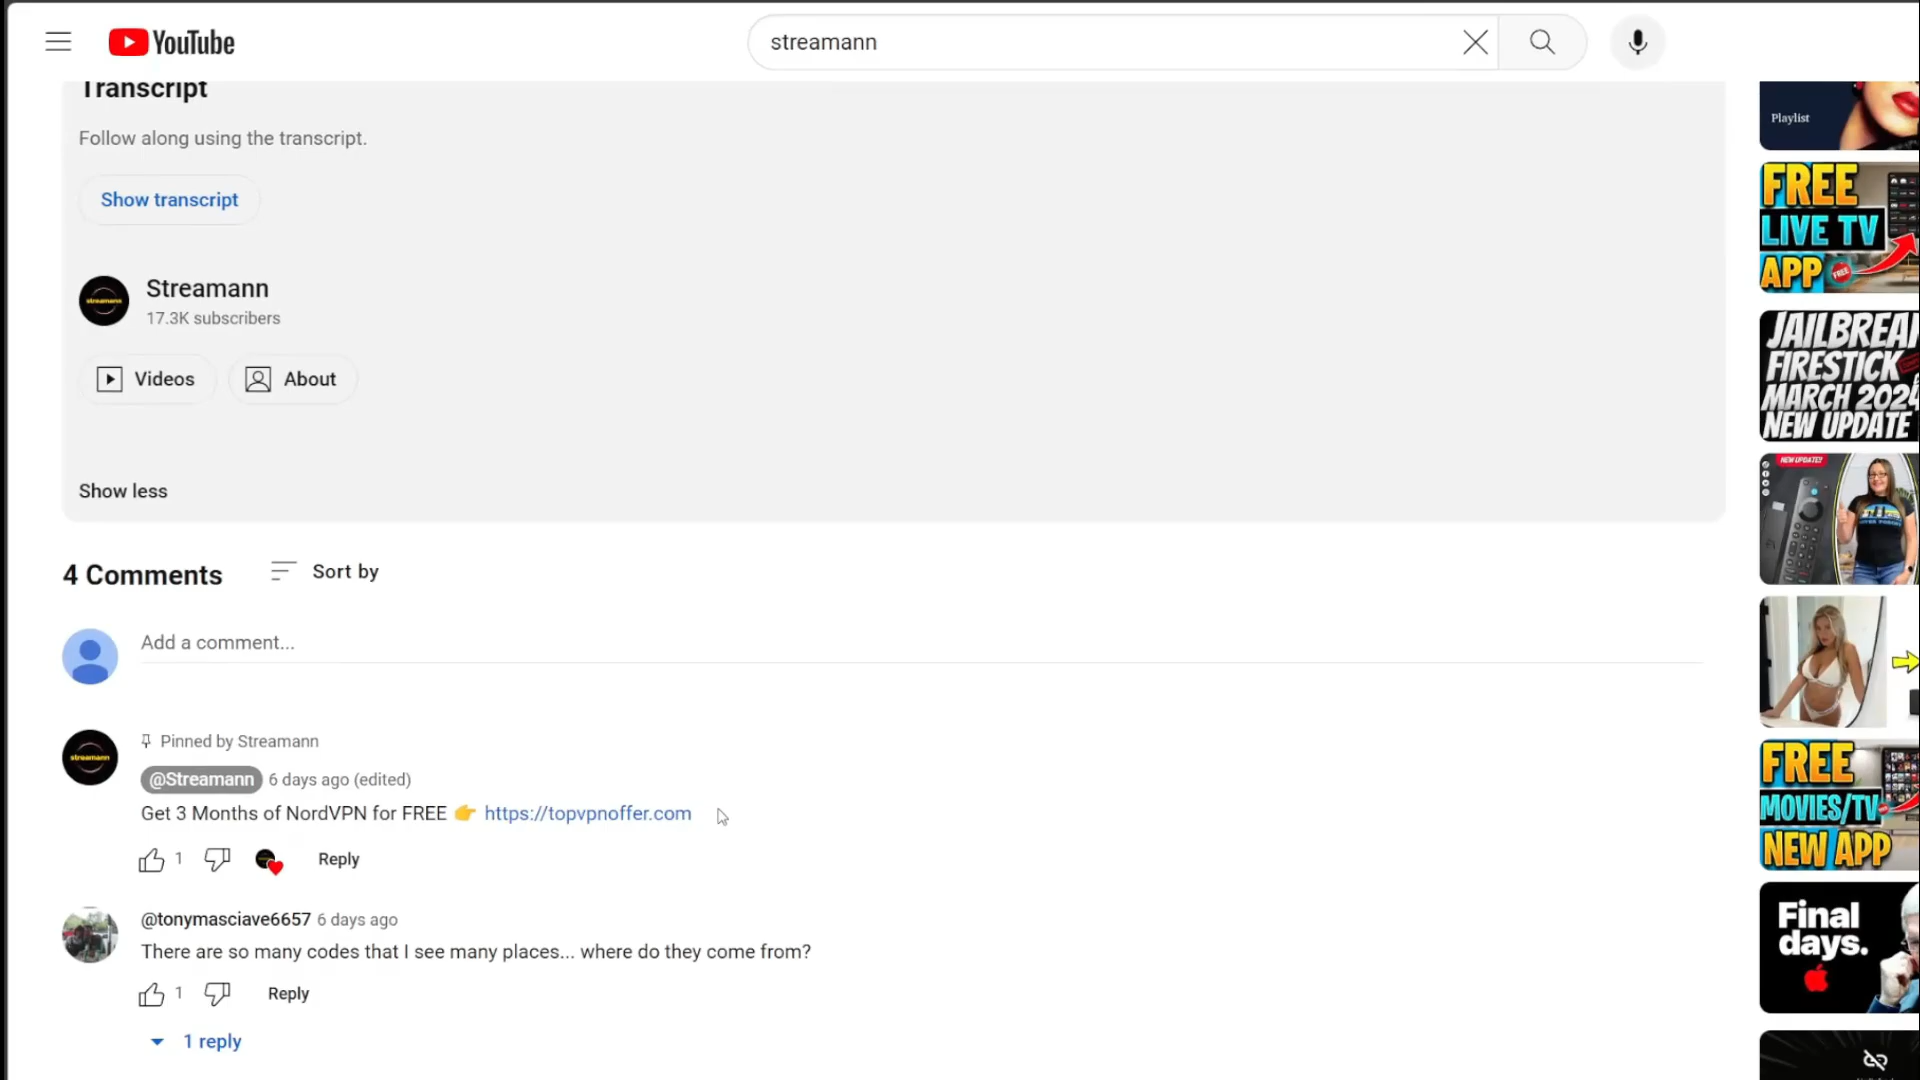 YouTube
streamann
Transcript
Follow along using the transcript.
Show transcript
Streamann
17.3K subscribers
Videos
About
Show less
4 Comments
Sort by
Add a comment...
Pinned by Streamann
@Streamann 6 days ago (edited)
Get 3 Months of NordVPN for FREE 👉 https://topvpnoffer.com
1
Reply
@tonymasciave6657 6 days ago
There are so many codes that I see many places... where do they come from?
1
Reply
1 reply
Playlist
FREE
LIVE TV
APP
FREE
JAILBREA
FIRESTICK
MARCH 2024
NEW UPDATE
NEW UPDATE!
FREE
MOVIES/TV
NEW APP
Final
days.